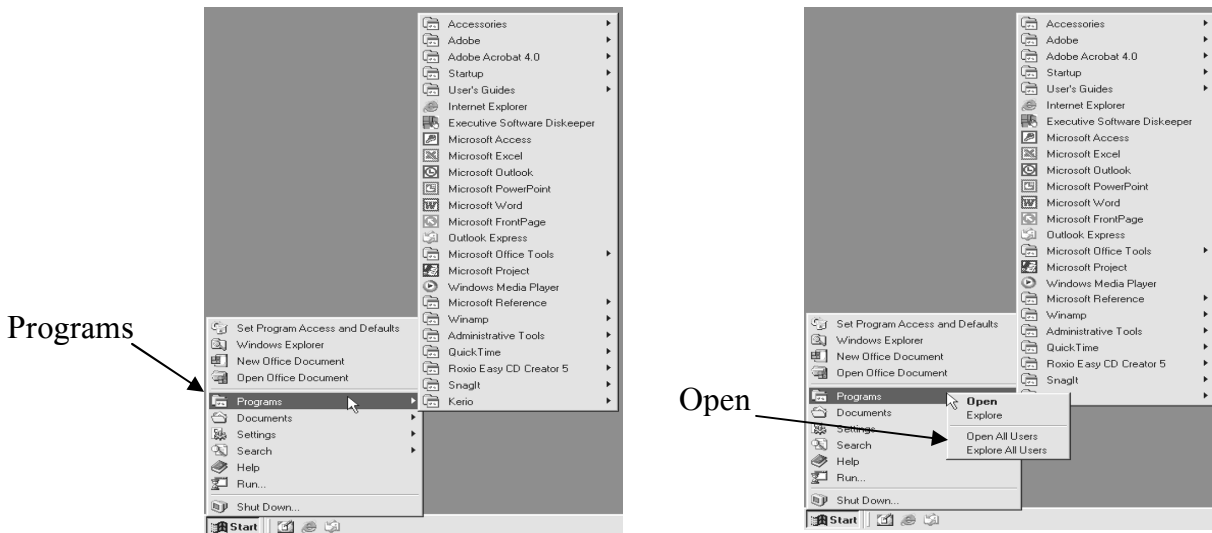 Programs
Accessories
Adobe
Adobe Acrobat 4.0
Startup
User's Guides
Internet Explorer
Executive Software Diskeeper
Microsoft Access
Microsoft Excel
Microsoft Outlook
Microsoft PowerPoint
Microsoft Word
Microsoft FrontPage
Outlook Express
Microsoft Office Tools
Microsoft Project
Windows Media Player
Microsoft Reference
Winamp
Administrative Tools
QuickTime
Roxio Easy CD Creator 5
SnagIt
Kerio
Set Program Access and Defaults
Windows Explorer
New Office Document
Open Office Document
Programs
Documents
Settings
Search
Help
Run...
Shut Down...
Start
Open
Accessories
Adobe
Adobe Acrobat 4.0
Startup
User's Guides
Internet Explorer
Executive Software Diskeeper
Microsoft Access
Microsoft Excel
Microsoft Outlook
Microsoft PowerPoint
Microsoft Word
Microsoft FrontPage
Outlook Express
Microsoft Office Tools
Microsoft Project
Windows Media Player
Microsoft Reference
Winamp
Administrative Tools
QuickTime
Roxio Easy CD Creator 5
SnagIt
Set Program Access and Defaults
Windows Explorer
New Office Document
Open Office Document
Programs
Documents
Settings
Search
Help
Run...
Shut Down...
Open
Explore
Open All Users
Explore All Users
Start